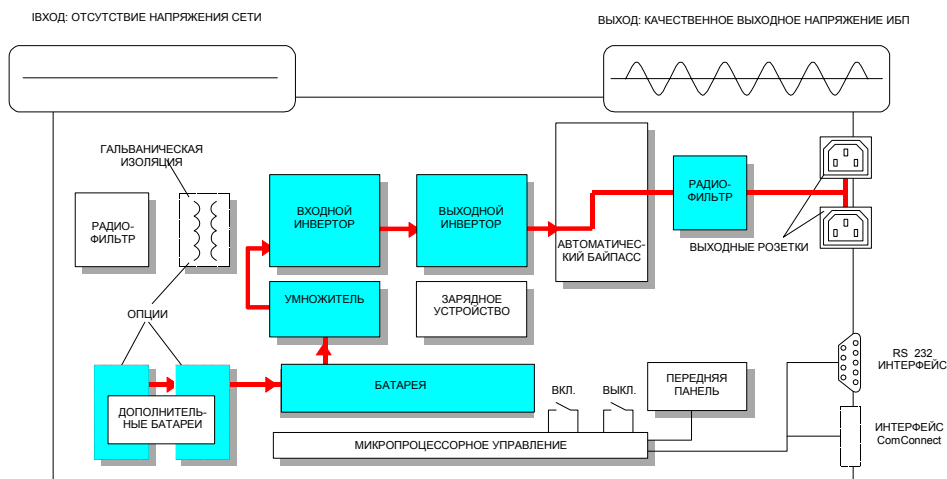 IВХОД: ОТСУТСТВИЕ НАПРЯЖЕНИЯ СЕТИ
ВЫХОД: КАЧЕСТВЕННОЕ ВЫХОДНОЕ НАПРЯЖЕНИЕ ИБП
ГАЛЬВАНИЧЕСКАЯ
ИЗОЛЯЦИЯ
РАДИО-
ФИЛЬТР
ВХОДНОЙ
ИНВЕРТОР
ВЫХОДНОЙ
ИНВЕРТОР
АВТОМАТИЧЕС-
КИЙ БАЙПАСС
РАДИО-
ФИЛЬТР
ВЫХОДНЫЕ РОЗЕТКИ
УМНОЖИТЕЛЬ
ЗАРЯДНОЕ
УСТРОЙСТВО
ОПЦИИ
ДОПОЛНИТЕЛЬ-
НЫЕ БАТАРЕИ
БАТАРЕЯ
ВКЛ.
ВЫКЛ.
ПЕРЕДНЯЯ
ПАНЕЛЬ
RS 232
ИНТЕРФЕЙС
МИКРОПРОЦЕССОРНОЕ УПРАВЛЕНИЕ
ИНТЕРФЕЙС
ComConnect